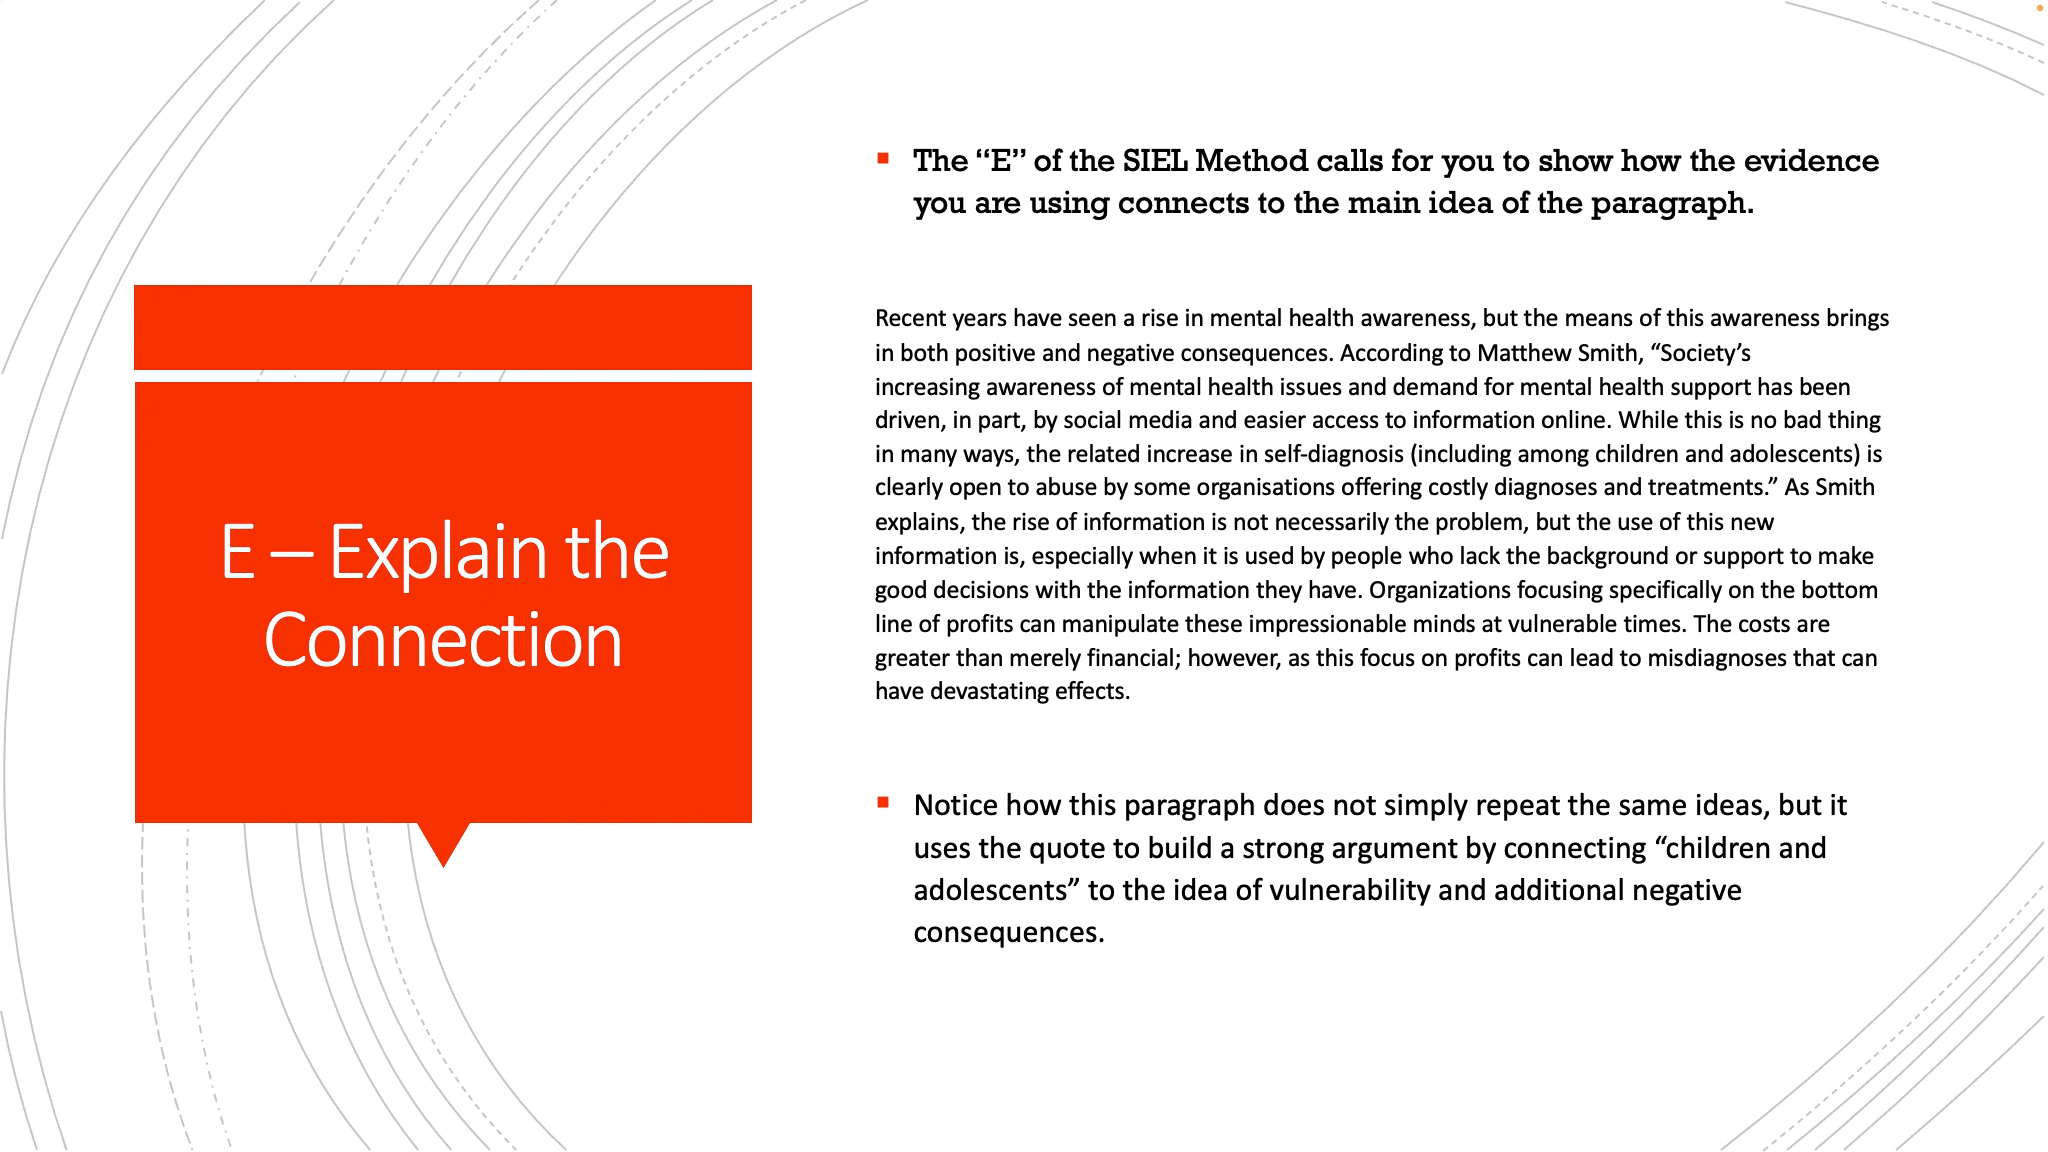 E – Explain the
Connection
The “E” of the SIEL Method calls for you to show how the evidence
you are using connects to the main idea of the paragraph.
Recent years have seen a rise in mental health awareness, but the means of this awareness brings
in both positive and negative consequences. According to Matthew Smith, “Society’s
increasing awareness of mental health issues and demand for mental health support has been
driven, in part, by social media and easier access to information online. While this is no bad thing
in many ways, the related increase in self-diagnosis (including among children and adolescents) is
clearly open to abuse by some organisations offering costly diagnoses and treatments.” As Smith
explains, the rise of information is not necessarily the problem, but the use of this new
information is, especially when it is used by people who lack the background or support to make
good decisions with the information they have. Organizations focusing specifically on the bottom
line of profits can manipulate these impressionable minds at vulnerable times. The costs are
greater than merely financial; however, as this focus on profits can lead to misdiagnoses that can
have devastating effects.
Notice how this paragraph does not simply repeat the same ideas, but it
uses the quote to build a strong argument by connecting “children and
adolescents” to the idea of vulnerability and additional negative
consequences.